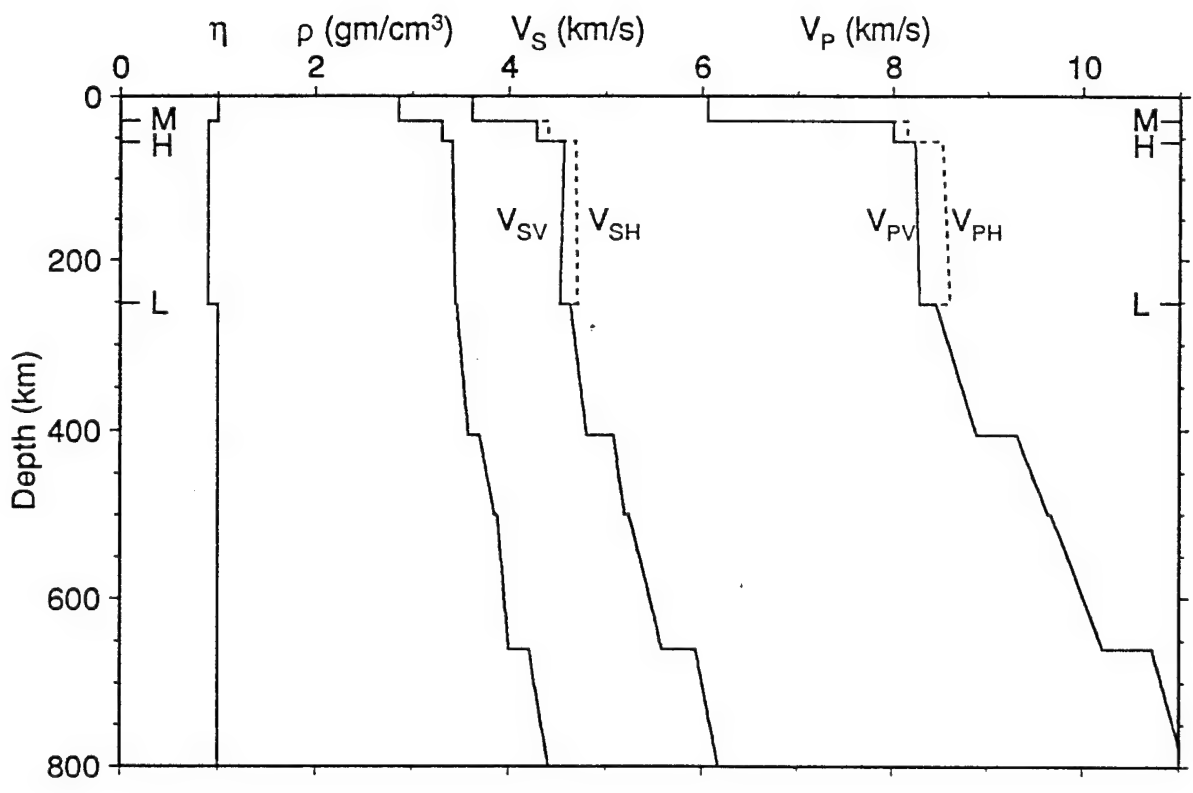 η ρ (gm/cm³) V_S (km/s) V_P (km/s)
0 2 4 6 8 10
0
M M
H H
V_SV V_SH V_PV V_PH
200
L L
Depth (km)
400
600
800